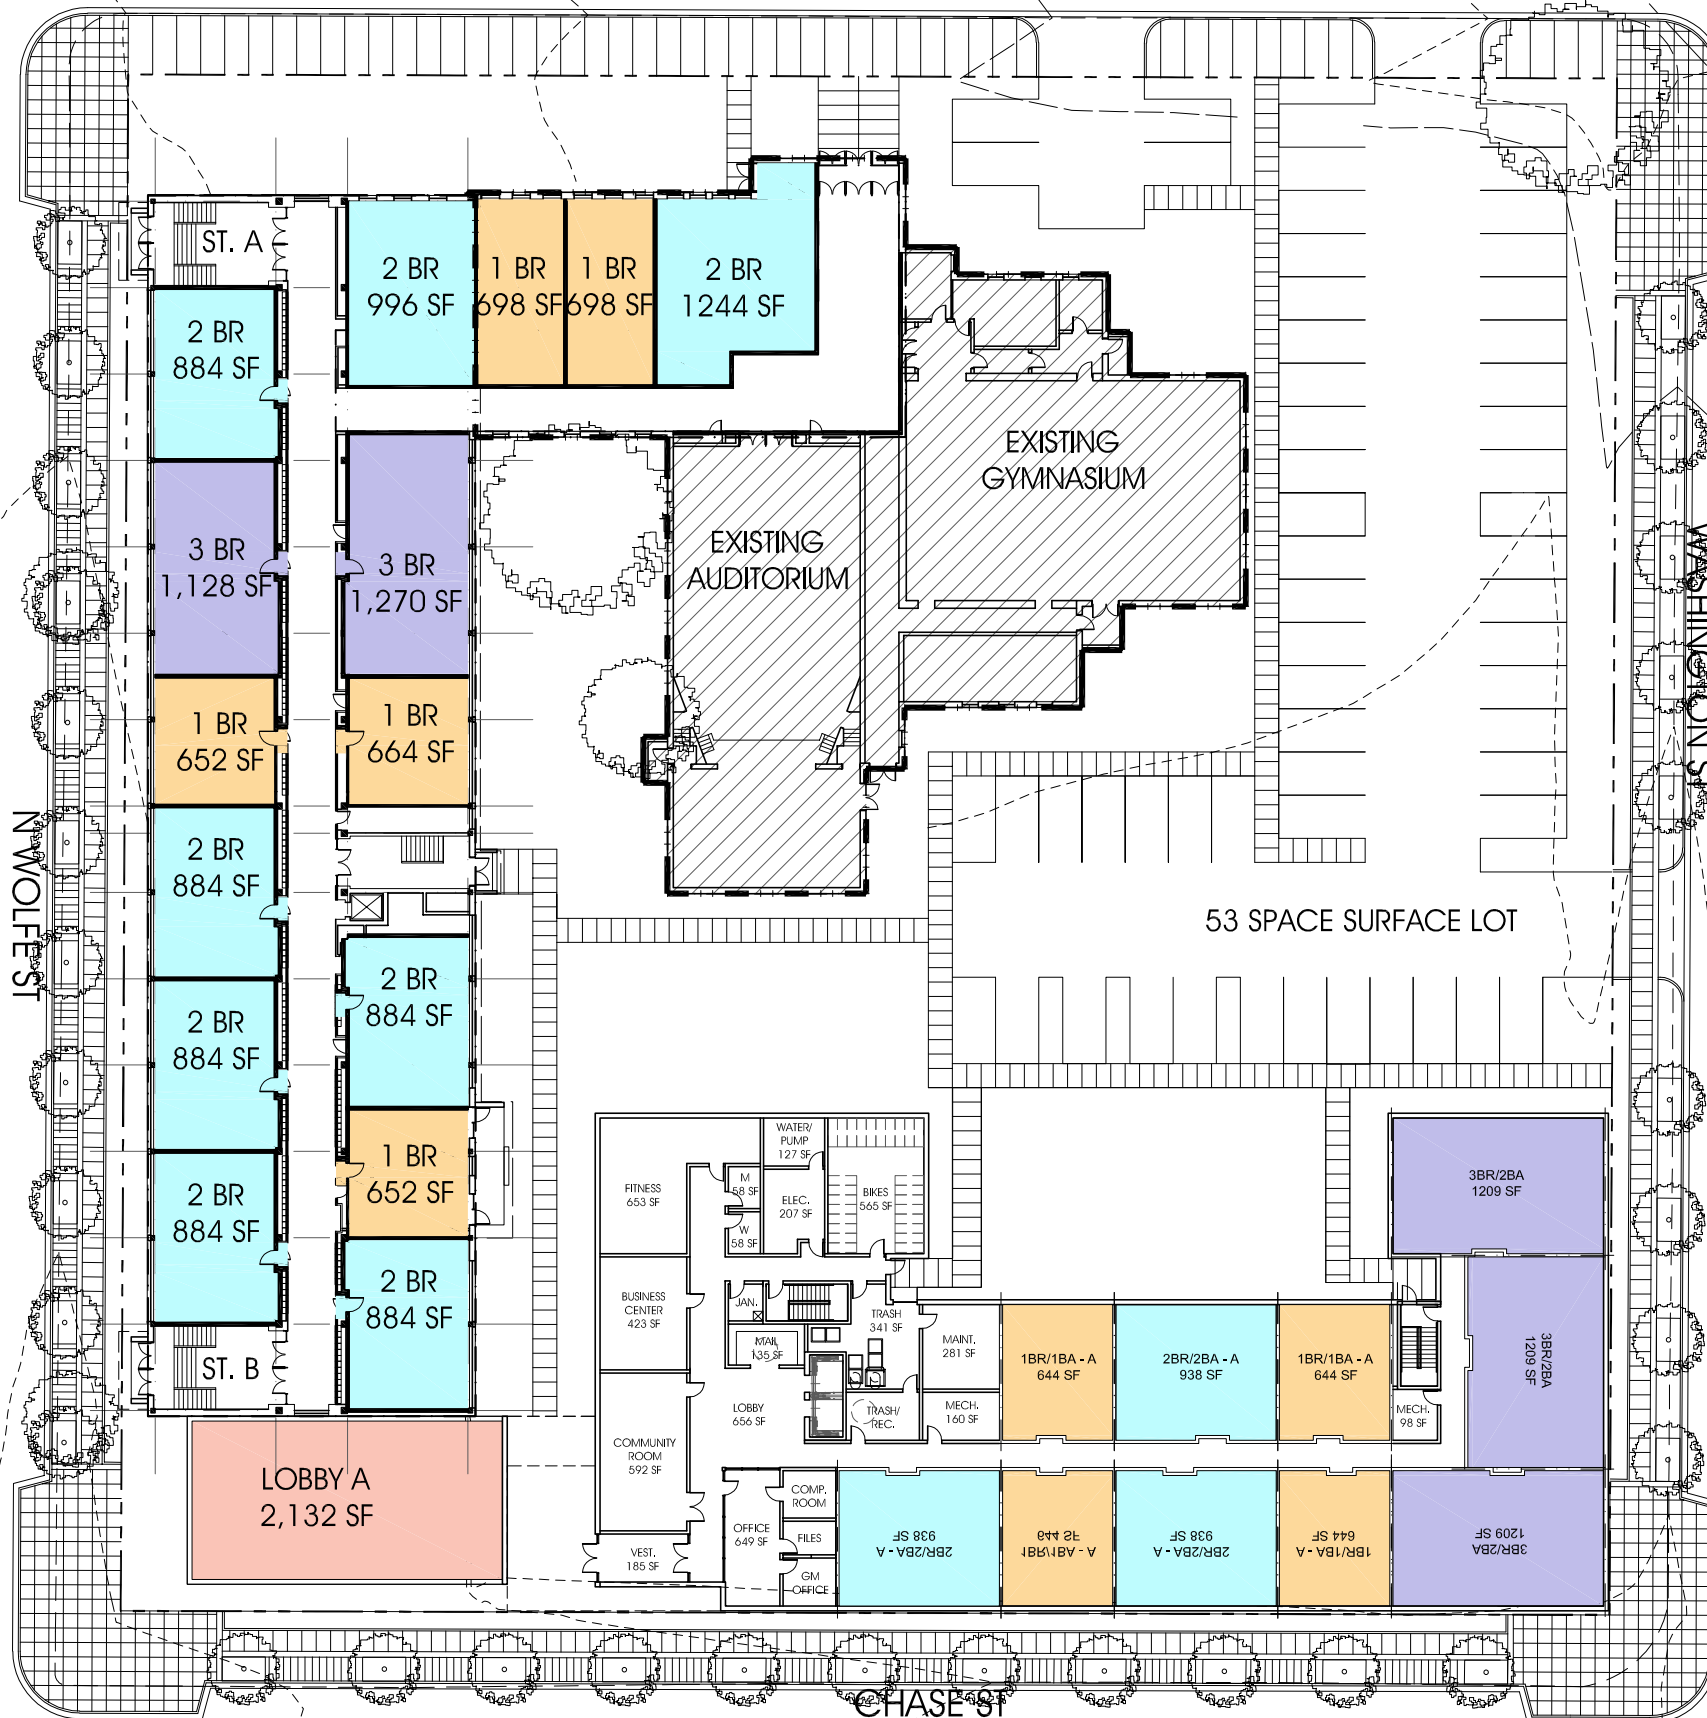 ST. A
2 BR
996 SF
1 BR
698 SF
1 BR
698 SF
2 BR
1244 SF
2 BR
884 SF
EXISTING
GYMNASIUM
3 BR
1,128 SF
3 BR
1,270 SF
EXISTING
AUDITORIUM
WASHINGTON ST
1 BR
652 SF
1 BR
664 SF
N WOLFE ST
2 BR
884 SF
53 SPACE SURFACE LOT
2 BR
884 SF
2 BR
884 SF
2 BR
884 SF
1 BR
652 SF
2 BR
884 SF
ST. B
LOBBY A
2,132 SF
FITNESS
653 SF
WATER/
PUMP
127 SF
M
58 SF
W
58 SF
ELEC.
207 SF
BIKES
565 SF
BUSINESS
CENTER
423 SF
JAN.
MAIL
135 SF
TRASH
341 SF
MAINT.
281 SF
LOBBY
656 SF
TRASH/
REC.
MECH.
160 SF
COMMUNITY
ROOM
592 SF
VEST.
185 SF
OFFICE
649 SF
COMP.
ROOM
FILES
GM
OFFICE
1BR/1BA - A
644 SF
2BR/2BA - A
938 SF
1BR/1BA - A
644 SF
MECH.
98 SF
3BR/2BA
1209 SF
3BR/2BA
1209 SF
2BR/2BA - A
938 SF
1BR/1BA - A
644 SF
2BR/2BA - A
938 SF
1BR/1BA - A
644 SF
3BR/2BA
1209 SF
CHASE ST